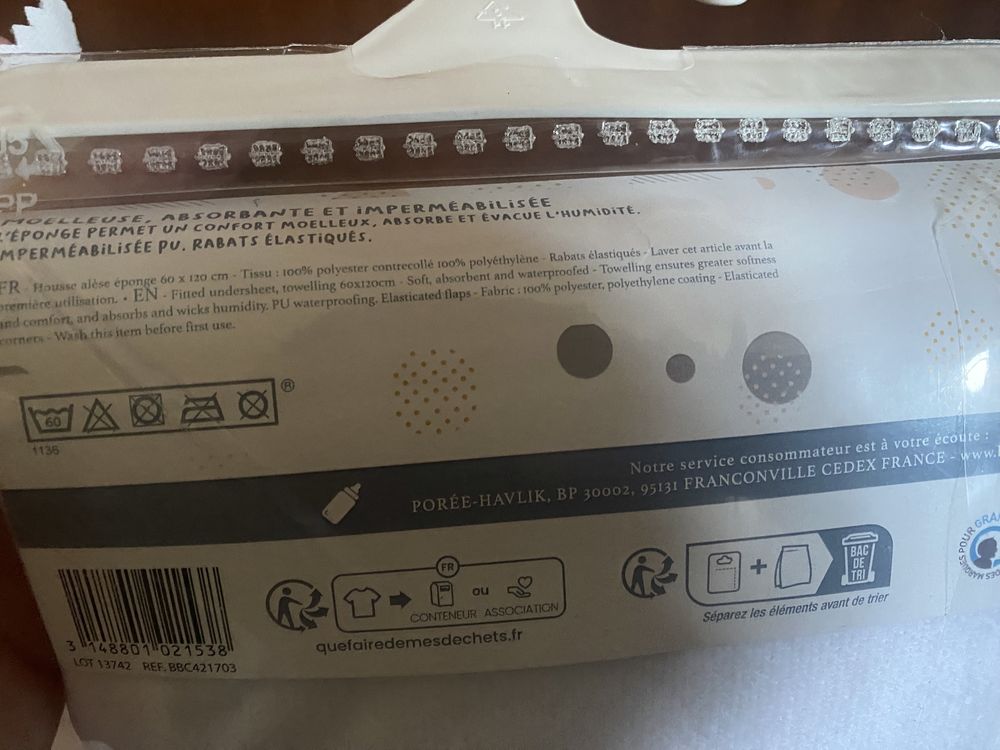 MOELLEUSE, ABSORBANTE ET IMPERMÉABILISÉE
L'ÉPONGE PERMET UN CONFORT MOELLEUX, ABSORBE ET ÉVACUE L'HUMIDITÉ.
IMPERMÉABILISÉE PU. RABATS ÉLASTIQUÉS.
FR - Housse alèse éponge 60 x 120 cm - Tissu : 100% polyester contrecollé 100% polyéthylène - Rabats élastiqués - Laver cet article avant la
première utilisation. • EN - Fitted undersheet, towelling 60x120cm - Soft, absorbent and waterproofed - Towelling ensures greater softness
and comfort, and absorbs and wicks humidity. PU waterproofing. Elasticated flaps - Fabric : 100% polyester, polyethylene coating - Elasticated
corners - Wash this item before first use.
60
®
1136
Notre service consommateur est à votre écoute :
PORÉE-HAVLIK, BP 30002, 95131 FRANCONVILLE CEDEX FRANCE - www.
FR
ou
CONTENEUR ASSOCIATION
quefairedemesdechets.fr
BAC
DE
TRI
Séparez les éléments avant de trier
POUR GRA
3 148801 021538
LOT 13742 REF. BBC421703